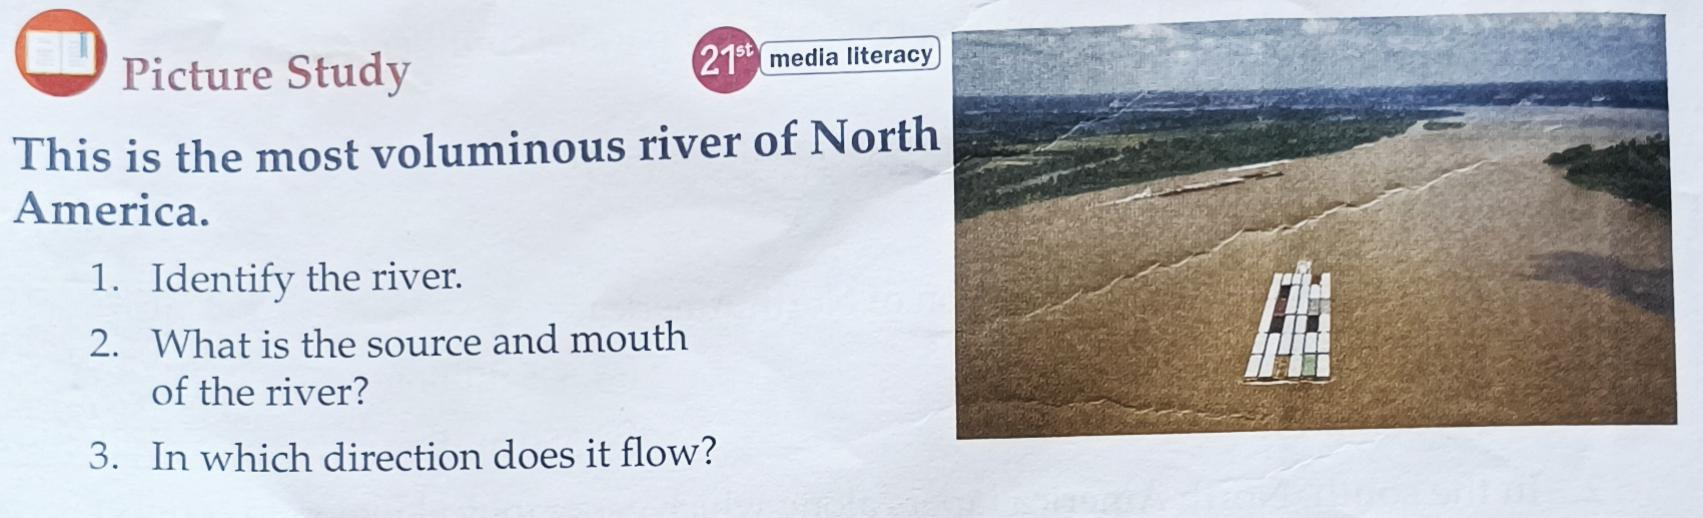 Picture Study
21st media literacy
This is the most voluminous river of North
America.
1. Identify the river.
2. What is the source and mouth
of the river?
3. In which direction does it flow?